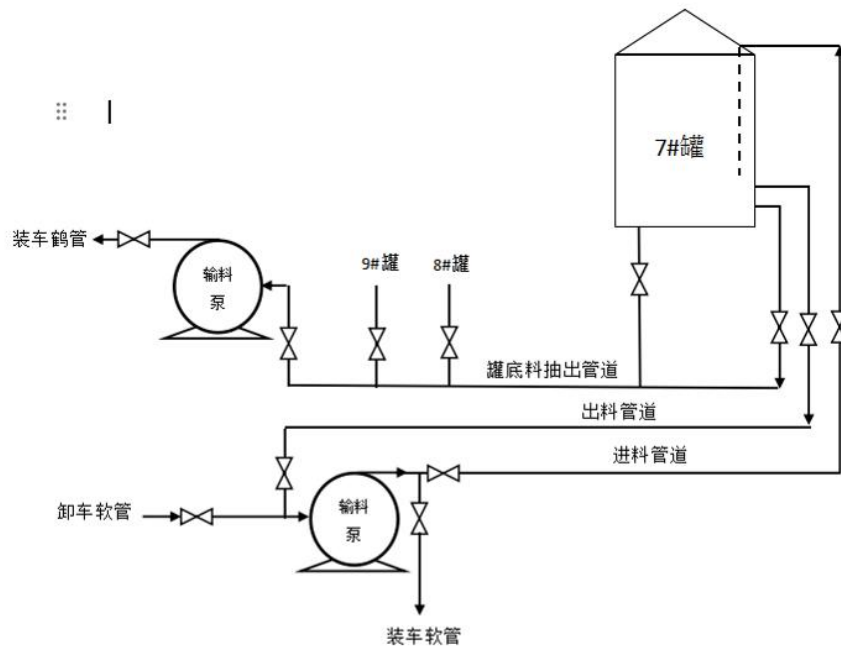 7#罐
装车鹤管
输料
泵
9#罐
8#罐
罐底料抽出管道
出料管道
进料管道
卸车软管
输料
泵
装车软管